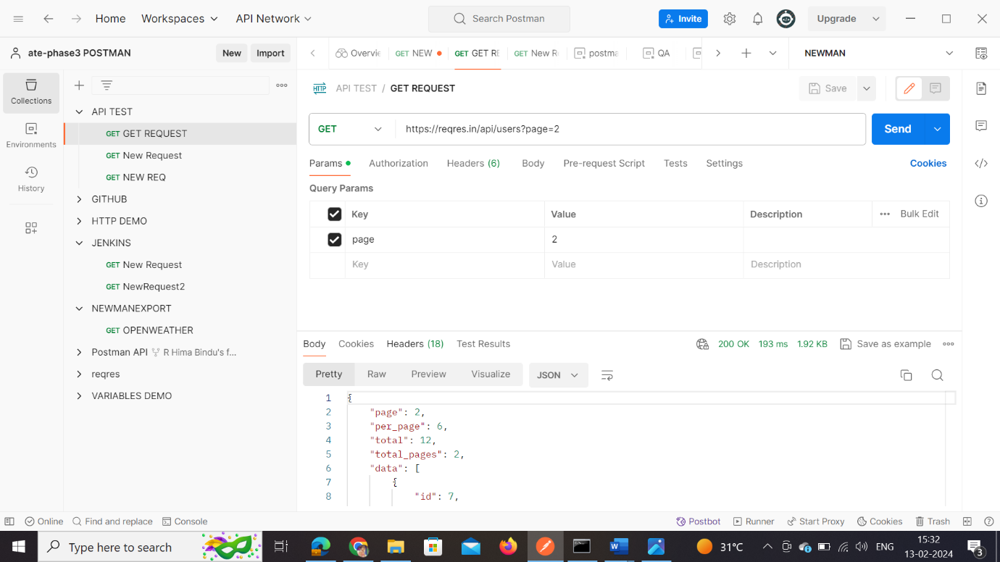 Home Workspaces API Network Search Postman Invite Upgrade
ate-phase3 POSTMAN New Import
Overvie GET NEW GET GET RE GET New R postma QA NEWMAN
Collections
Environments
History
API TEST
GET GET REQUEST
GET New Request
GET NEW REQ
GITHUB
HTTP DEMO
JENKINS
GET New Request
GET NewRequest2
NEWMANEXPORT
GET OPENWEATHER
Postman API R Hima Bindu's f...
reqres
VARIABLES DEMO
HTTP API TEST / GET REQUEST Save
GET https://reqres.in/api/users?page=2 Send
Params Authorization Headers (6) Body Pre-request Script Tests Settings Cookies
Query Params
Key Value Description Bulk Edit
page 2
Key Value Description
Body Cookies Headers (18) Test Results 200 OK 193 ms 1.92 KB Save as example
Pretty Raw Preview Visualize JSON
1 {
2 "page": 2,
3 "per_page": 6,
4 "total": 12,
5 "total_pages": 2,
6 "data": [
7 {
8 "id": 7,
Online Find and replace Console Postbot Runner Start Proxy Cookies Trash
Type here to search 31°C ENG 15:32
13-02-2024 3